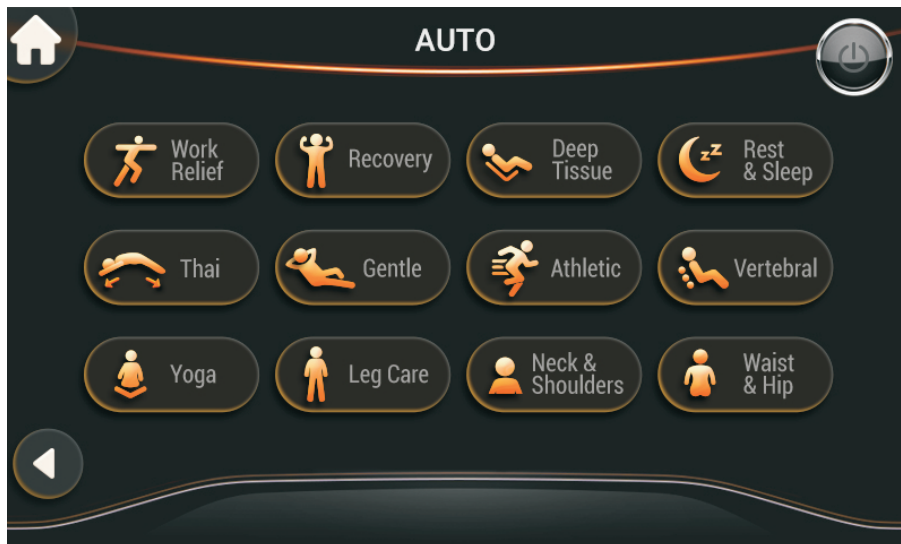 AUTO
Work
Relief
Recovery
Deep
Tissue
zZ
Rest
& Sleep
Thai
Gentle
Athletic
Vertebral
Yoga
Leg Care
Neck &
Shoulders
Waist
& Hip